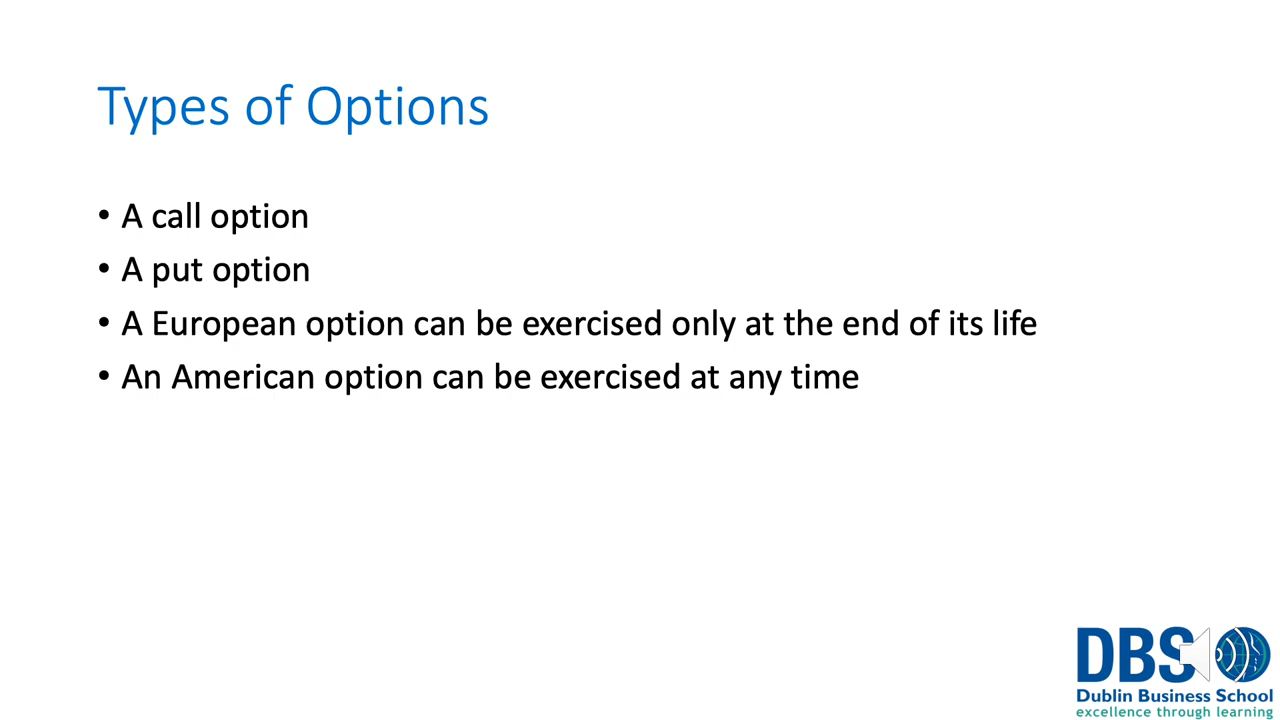 Types of Options
• A call option
• A put option
• A European option can be exercised only at the end of its life
• An American option can be exercised at any time
DBS
Dublin Business School
excellence through learning